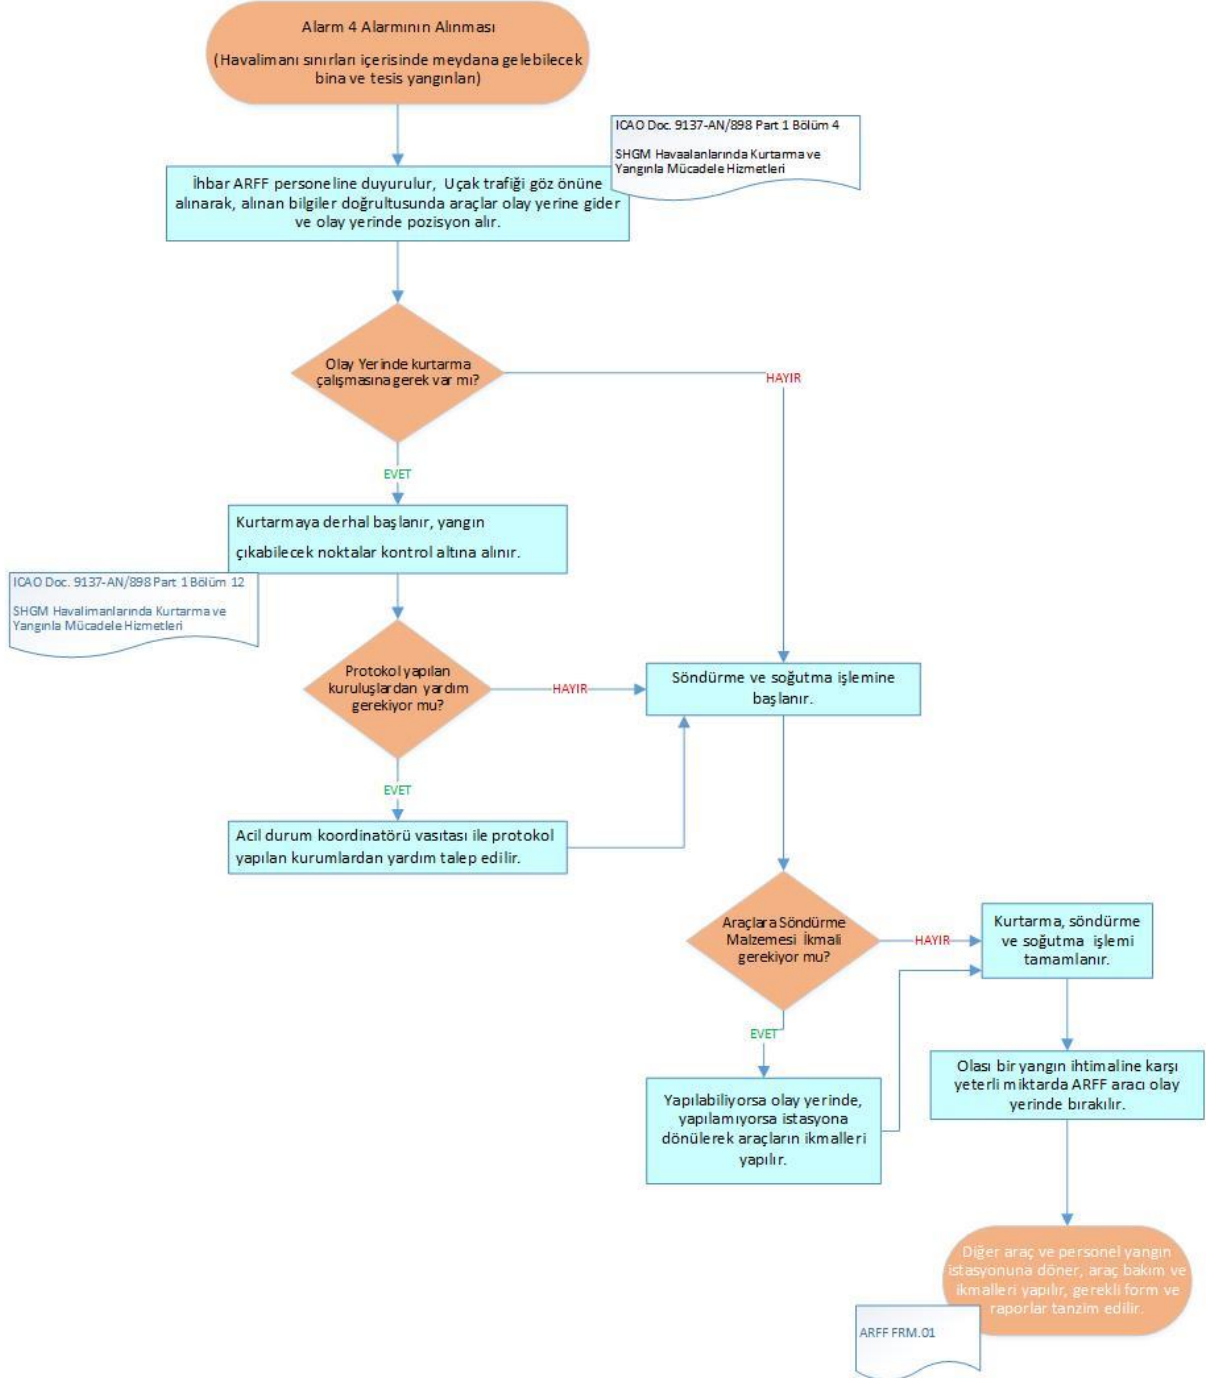 Alarm 4 Alarmının Alınması
(Havalimanı sınırları içerisinde meydana gelebilecek
bina ve tesis yangınları)
ICAO Doc. 9137-AN/898 Part 1 Bölüm 4
SHGM Havaalanlarında Kurtarma ve
Yangınla Mücadele Hizmetleri
İhbar ARFF personeline duyurulur, Uçak trafiği göz önüne
alınarak, alınan bilgiler doğrultusunda araçlar olay yerine gider
ve olay yerinde pozisyon alır.
Olay Yerinde kurtarma
çalışmasına gerek var mı?
HAYIR
EVET
Kurtarmaya derhal başlanır, yangın
çıkabilecek noktalar kontrol altına alınır.
ICAO Doc. 9137-AN/898 Part 1 Bölüm 12
SHGM Havalimanlarında Kurtarma ve
Yangınla Mücadele Hizmetleri
Protokol yapılan
kuruluşlardan yardım
gerekiyor mu?
HAYIR
Söndürme ve soğutma işlemine
başlanır.
EVET
Acil durum koordinatörü vasıtası ile protokol
yapılan kurumlardan yardım talep edilir.
Araçlara Söndürme
Malzemesi İkmali
gerekiyor mu?
HAYIR
Kurtarma, söndürme
ve soğutma işlemi
tamamlanır.
EVET
Yapılabiliyorsa olay yerinde,
yapılamıyorsa istasyona
dönülerek araçların ikmalleri
yapılır.
Olası bir yangın ihtimaline karşı
yeterli miktarda ARFF aracı olay
yerinde bırakılır.
Diğer araç ve personel yangın
istasyonuna döner, araç bakım ve
ikmalleri yapılır, gerekli form ve
raporlar tanzim edilir.
ARFF FRM.01